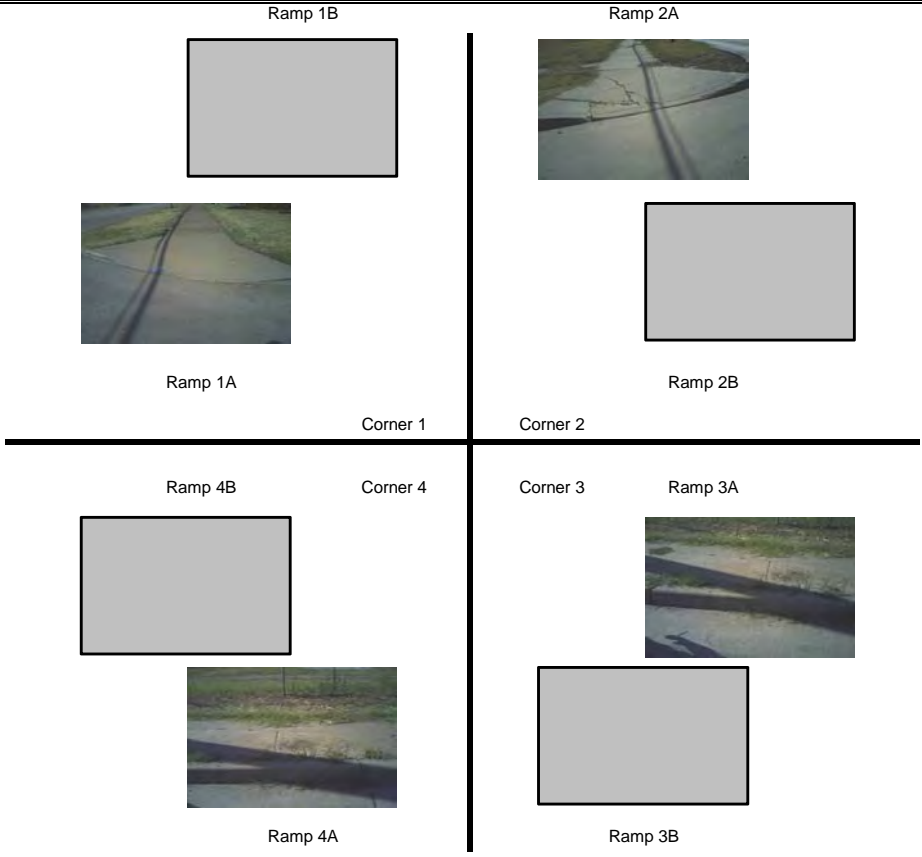 Ramp 1B Ramp 2A
Ramp 1A Ramp 2B
Corner 1 Corner 2
Ramp 4B Corner 4 Corner 3 Ramp 3A
Ramp 4A Ramp 3B